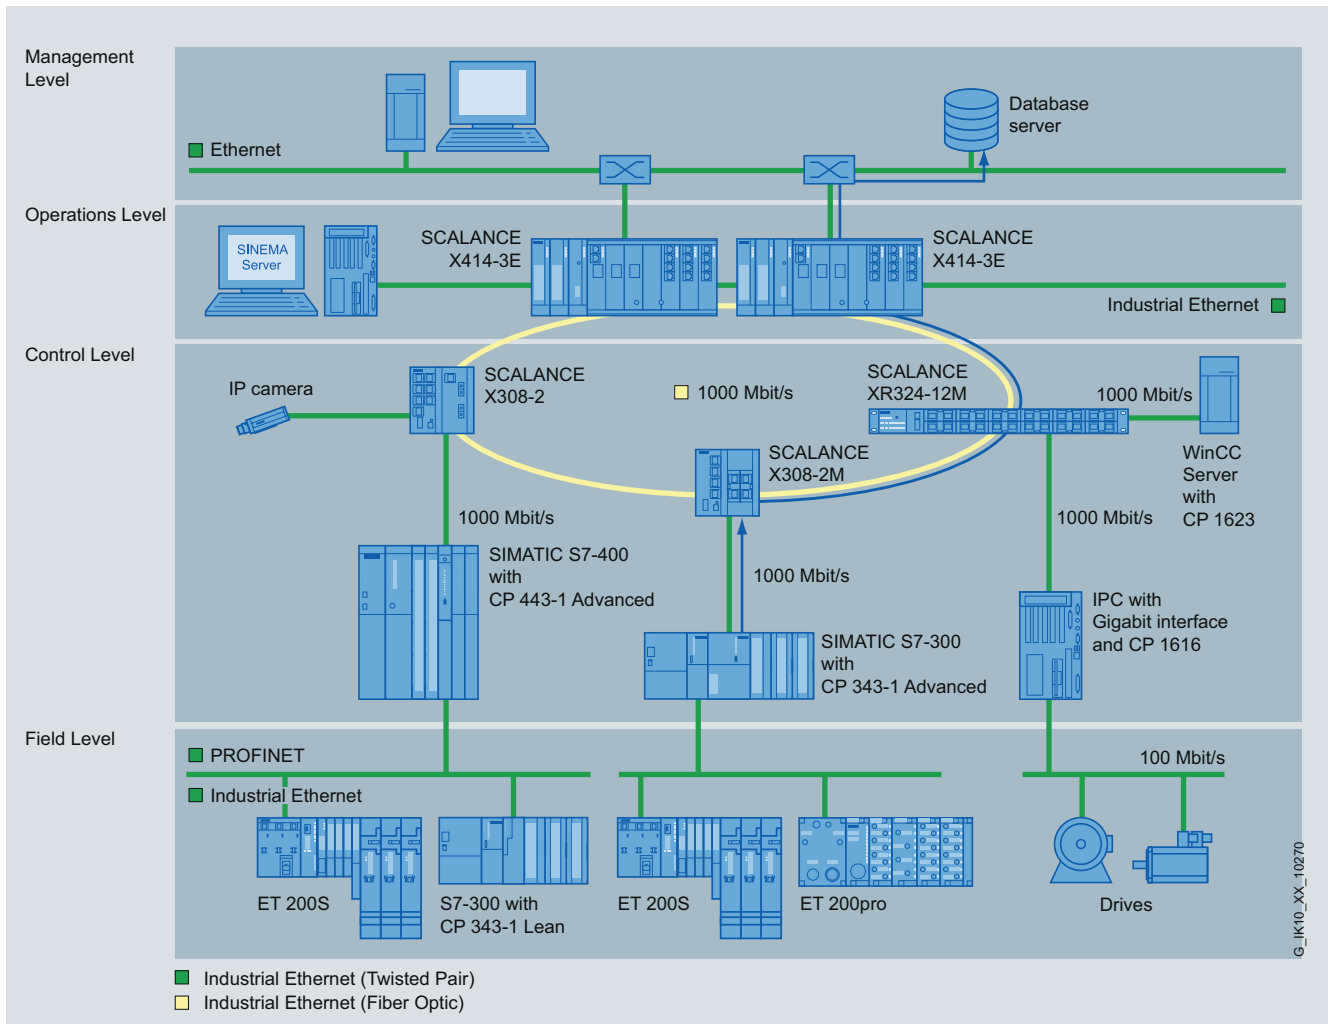 Management
Level
Database
server
Ethernet
Operations Level
SINEMA
Server
SCALANCE
X414-3E
SCALANCE
X414-3E
Industrial Ethernet
Control Level
IP camera
SCALANCE
X308-2
1000 Mbit/s
SCALANCE
XR324-12M
1000 Mbit/s
SCALANCE
X308-2M
WinCC
Server
with
CP 1623
1000 Mbit/s
1000 Mbit/s
1000 Mbit/s
SIMATIC S7-400
with
CP 443-1 Advanced
SIMATIC S7-300
with
CP 343-1 Advanced
IPC with
Gigabit interface
and CP 1616
Field Level
PROFINET
100 Mbit/s
Industrial Ethernet
ET 200S
S7-300 with
CP 343-1 Lean
ET 200S
ET 200pro
Drives
G_IK10_XX_10270
Industrial Ethernet (Twisted Pair)
Industrial Ethernet (Fiber Optic)